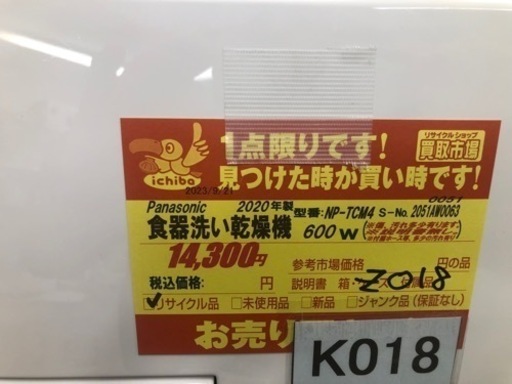 1点限りです!
見つけた時が買い時です!
リサイクルショップ
買取市場
ichiba
2023/9/21
Panasonic 2020年製 型番: NP-TCM4 S-No. 2051AW0063
食器洗い乾燥機 600W
14,300円
参考市場価格 円の品
税込価格: 円 説明書 箱
Z018
✓リサイクル品 □未使用品 □新品 □ジャンク品(保証なし)
お売り
K018